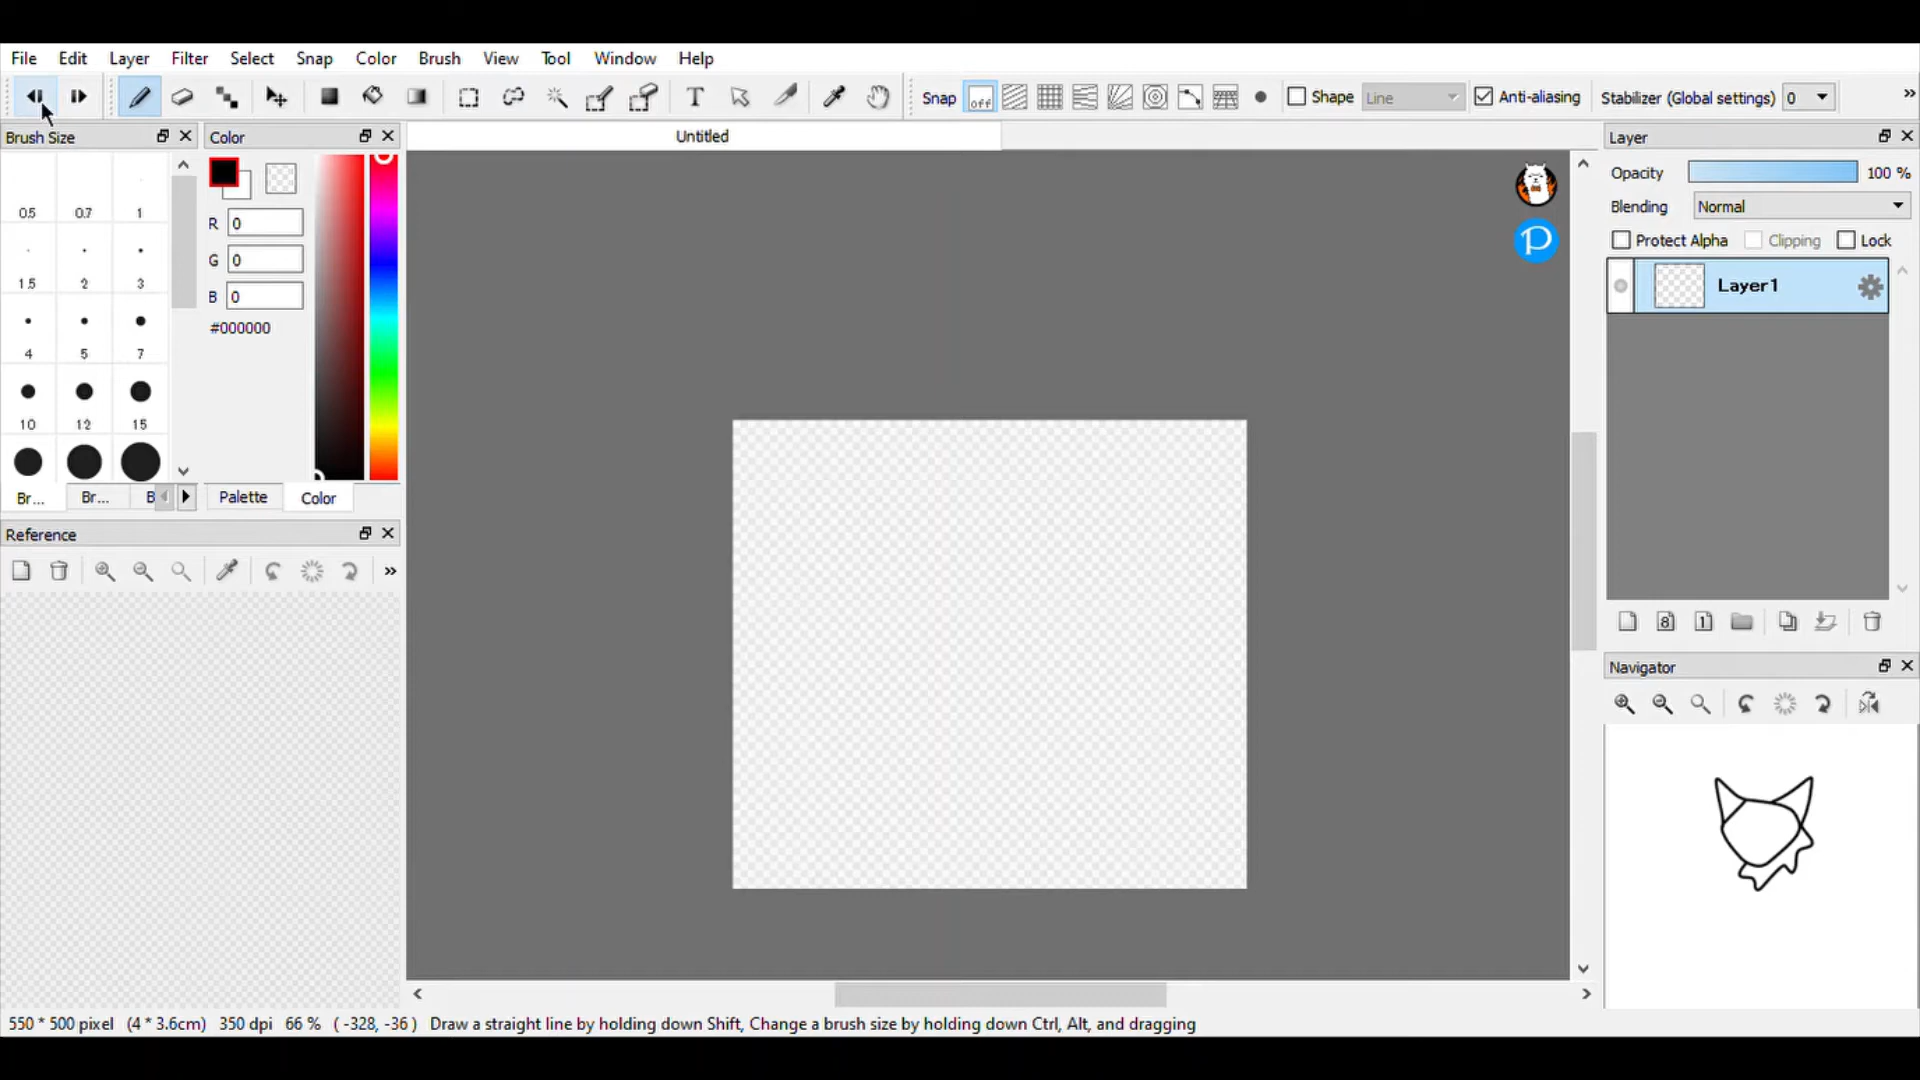 File Edit Layer Filter Select Snap Color Brush View Tool Window Help
T Snap off Shape Line Anti-aliasing Stabilizer (Global settings) 0 »
Brush Size
Color
Untitled
Layer
0.5 0.7 1
1.5 2 3
4 5 7
10 12 15
Br... Br... B
R 0
G 0
B 0
#000000
Palette Color
Reference
»
P
Opacity 100 %
Blending Normal
Protect Alpha Clipping Lock
Layer1
8 1
Navigator
550 * 500 pixel (4 * 3.6cm) 350 dpi 66 % ( -328, -36 ) Draw a straight line by holding down Shift, Change a brush size by holding down Ctrl, Alt, and dragging